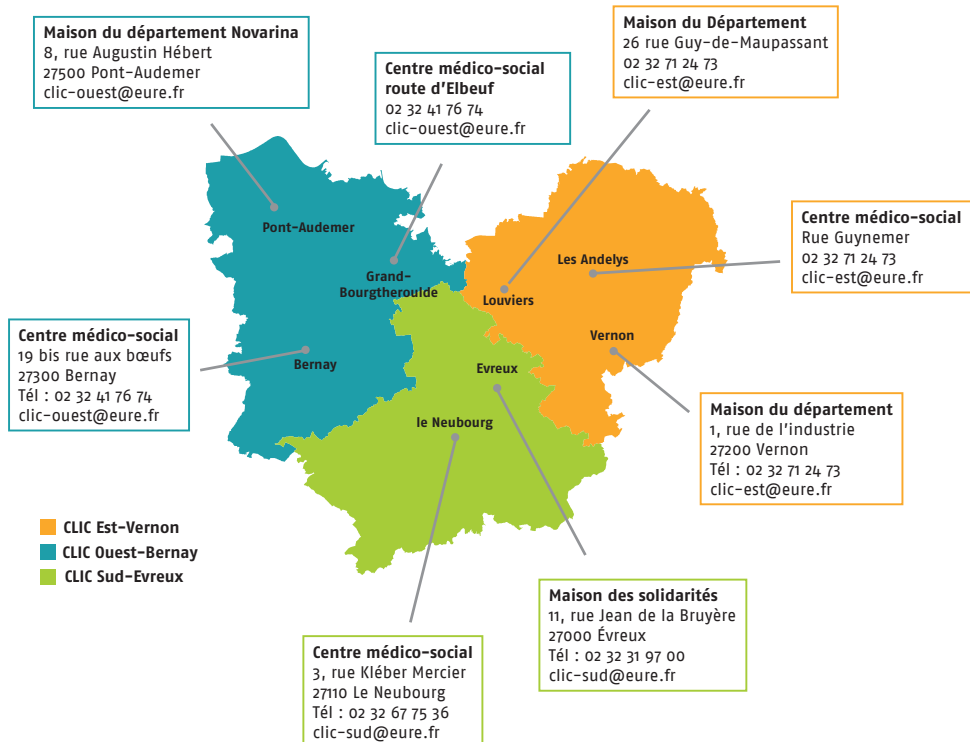 Maison du département Novarina
8, rue Augustin Hébert
27500 Pont-Audemer
clic-ouest@eure.fr
Centre médico-social
route d'Elbeuf
02 32 41 76 74
clic-ouest@eure.fr
Maison du Département
26 rue Guy-de-Maupassant
02 32 71 24 73
clic-est@eure.fr
Centre médico-social
Rue Guynemer
02 32 71 24 73
clic-est@eure.fr
Pont-Audemer
Grand-
Bourgtheroulde
Les Andelys
Louviers
Vernon
Bernay
Evreux
le Neubourg
Centre médico-social
19 bis rue aux bœufs
27300 Bernay
Tél : 02 32 41 76 74
clic-ouest@eure.fr
Maison du département
1, rue de l'industrie
27200 Vernon
Tél : 02 32 71 24 73
clic-est@eure.fr
CLIC Est-Vernon
CLIC Ouest-Bernay
CLIC Sud-Evreux
Maison des solidarités
11, rue Jean de la Bruyère
27000 Évreux
Tél : 02 32 31 97 00
clic-sud@eure.fr
Centre médico-social
3, rue Kléber Mercier
27110 Le Neubourg
Tél : 02 32 67 75 36
clic-sud@eure.fr